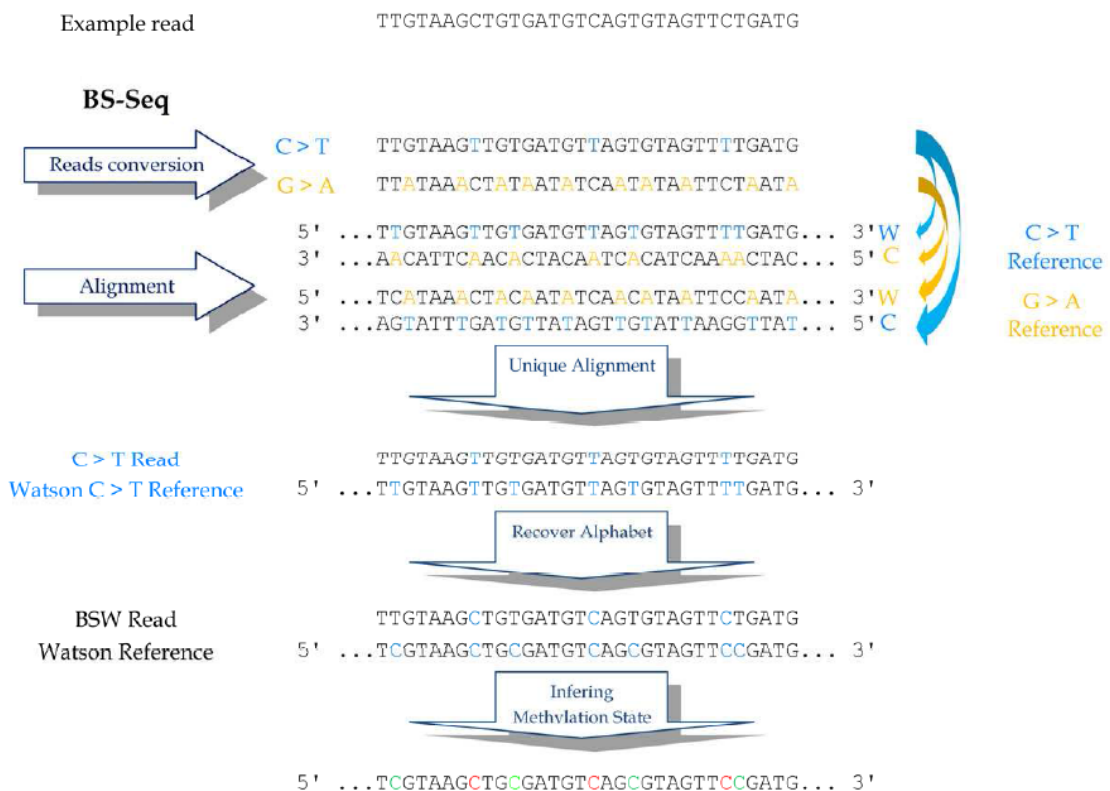 Example read TTGTAAGCTGTGATGTCAGTGTAGTTCTGATG
BS-Seq
Reads conversion
C > T TTGTAAGTTGTGATGTTAGTGTAGTTTTGATG
G > A TTATAAACTATAATATCAATATAATTCTAATA
Alignment
5' ...TTGTAAGTTGTGATGTTAGTGTAGTTTTGATG... 3' W
3' ...AACATTCAACACTACAATCACATCAAAACTAC... 5' C
5' ...TCATAAACTACAATATCAACATAATTCCAATA... 3' W
3' ...AGTATTTGATGTTATAGTTGTATTAAGGTTAT... 5' C
C > T
Reference
G > A
Reference
Unique Alignment
C > T Read TTGTAAGTTGTGATGTTAGTGTAGTTTTGATG
Watson C > T Reference 5' ...TTGTAAGTTGTGATGTTAGTGTAGTTTTGATG... 3'
Recover Alphabet
BSW Read TTGTAAGCTGTGATGTCAGTGTAGTTCTGATG
Watson Reference 5' ...TCGTAAGCTGCGATGTCAGCGTAGTTCCGATG... 3'
Infering
Methylation State
5' ...TCGTAAGCTGCGATGTCAGCGTAGTTCCGATG... 3'